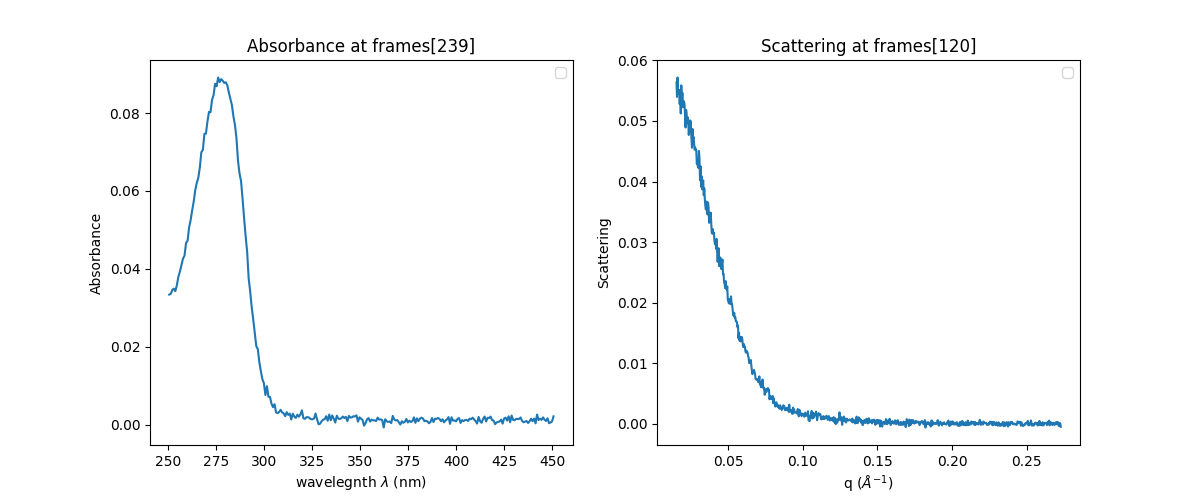 Absorbance at frames[239]
Absorbance
0.08
0.06
0.04
0.02
0.00
250 275 300 325 350 375 400 425 450
wavelegnth λ (nm)
Scattering at frames[120]
Scattering
0.06
0.05
0.04
0.03
0.02
0.01
0.00
0.05 0.10 0.15 0.20 0.25
q (Å⁻¹)